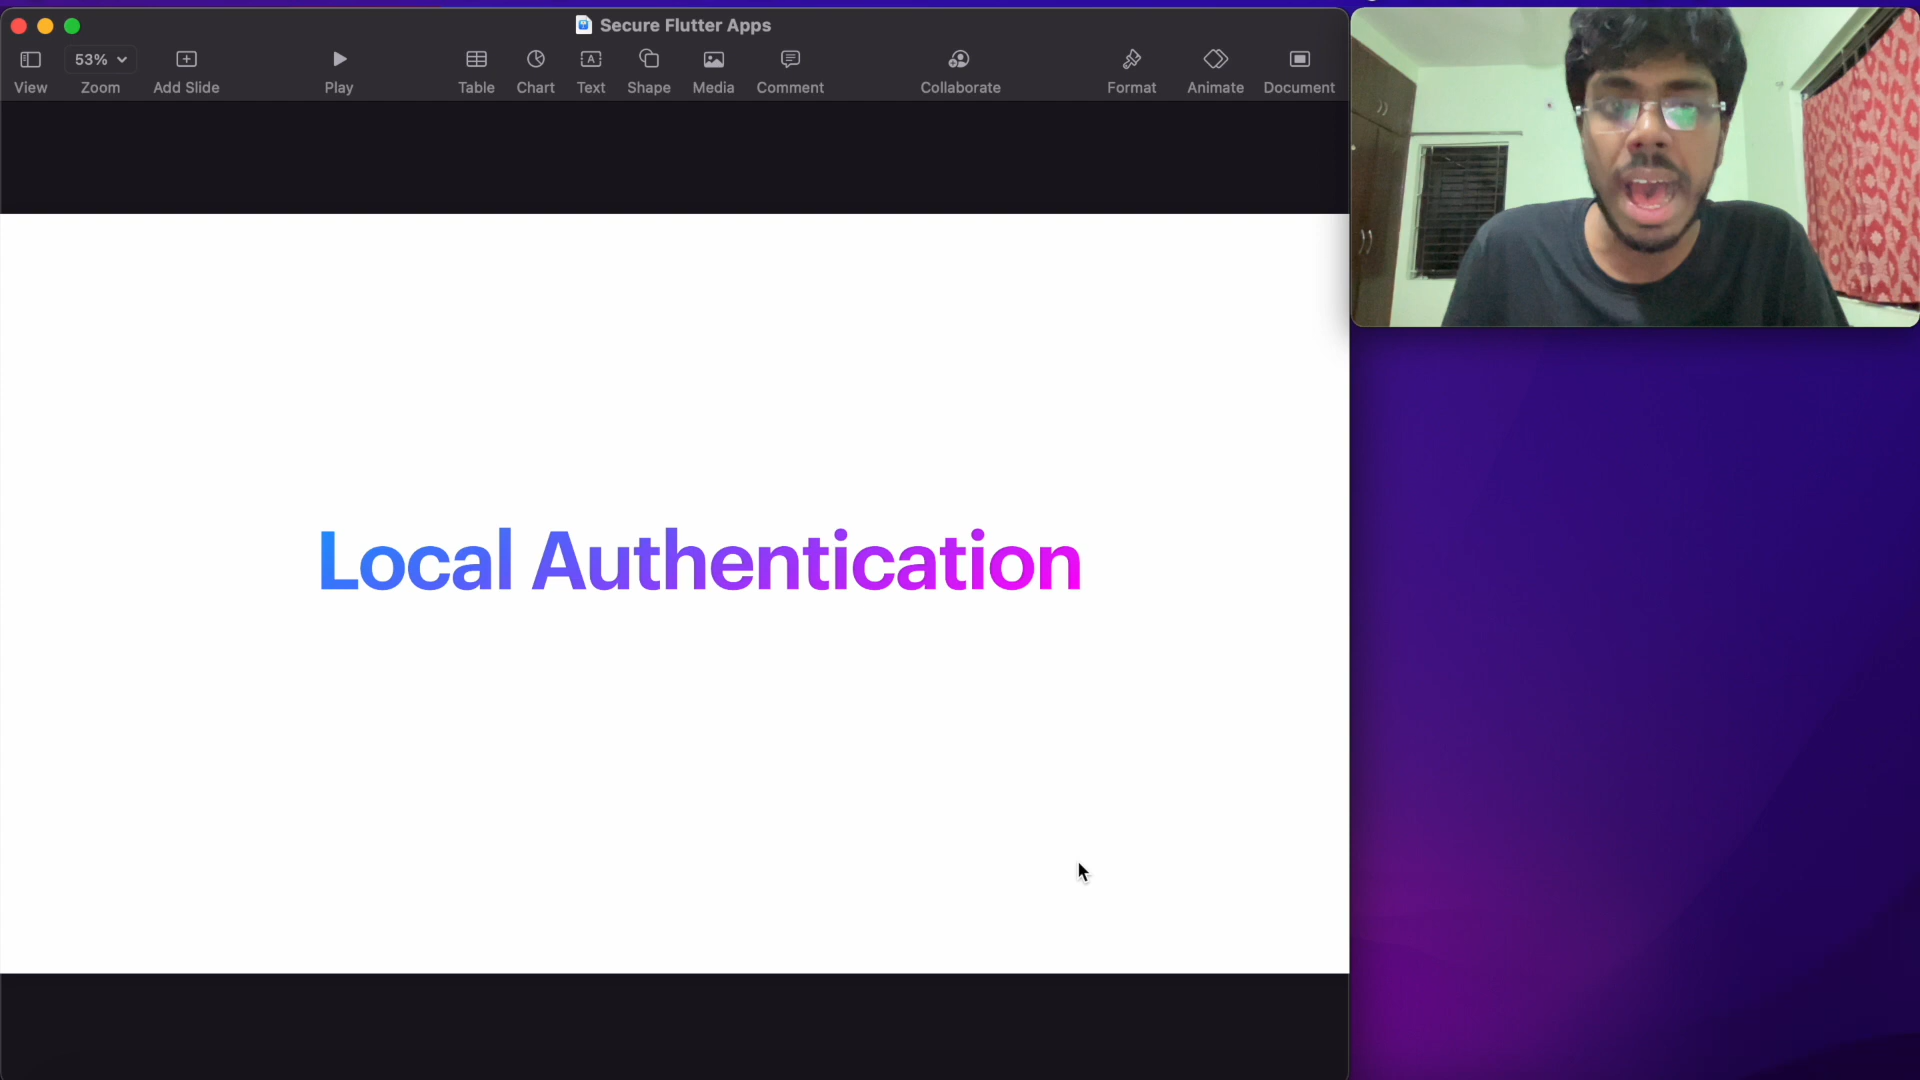 Secure Flutter Apps
53%
View
Zoom
Add Slide
Play
Table
Chart
Text
Shape
Media
Comment
Collaborate
Format
Animate
Document
Local Authentication